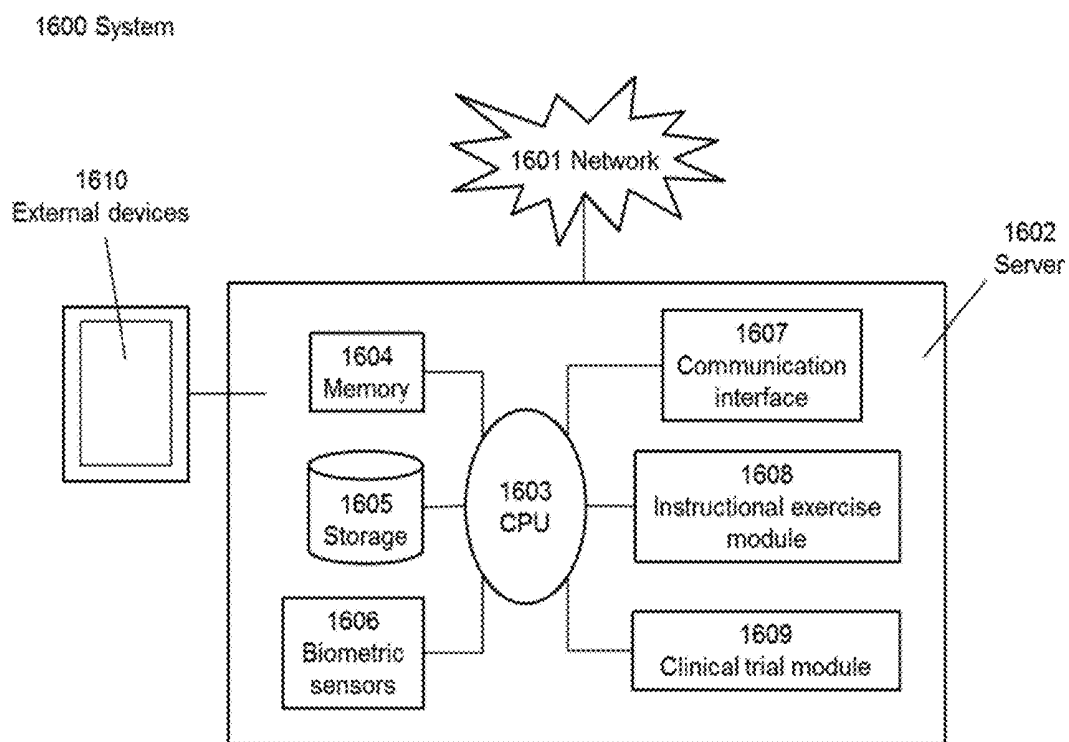 1600 System
1601 Network
1610
External devices
1602
Server
1604
Memory
1607
Communication
interface
1605
Storage
1603
CPU
1608
Instructional exercise
module
1606
Biometric
sensors
1609
Clinical trial module